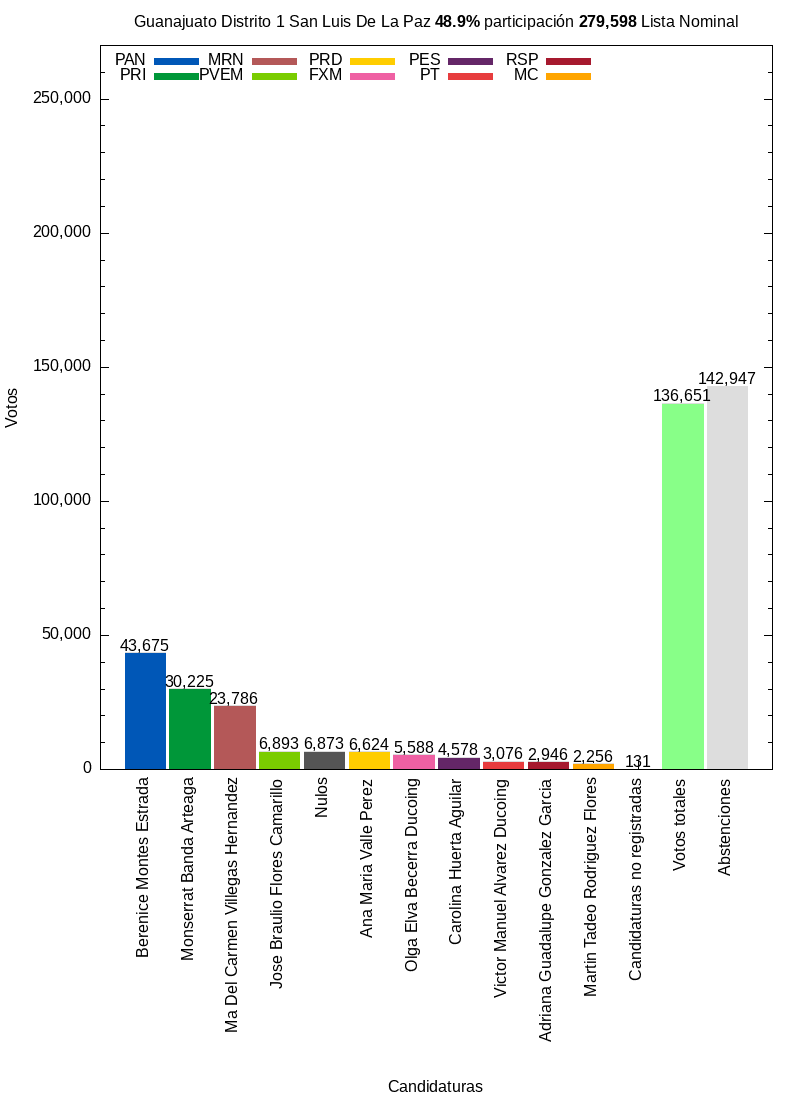 Guanajuato Distrito 1 San Luis De La Paz 48.9% participación 279,598 Lista Nominal
PAN MRN PRD PES RSP
PRI PVEM FXM PT MC
250,000
200,000
150,000
100,000
50,000
0
Votos
43,675
30,225
23,786
6,893
6,873
6,624
5,588
4,578
3,076
2,946
2,256
131
136,651
142,947
Berenice Montes Estrada
Monserrat Banda Arteaga
Ma Del Carmen Villegas Hernandez
Jose Braulio Flores Camarillo
Nulos
Ana Maria Valle Perez
Olga Elva Becerra Ducoing
Carolina Huerta Aguilar
Victor Manuel Alvarez Ducoing
Adriana Guadalupe Gonzalez Garcia
Martin Tadeo Rodriguez Flores
Candidaturas no registradas
Votos totales
Abstenciones
Candidaturas